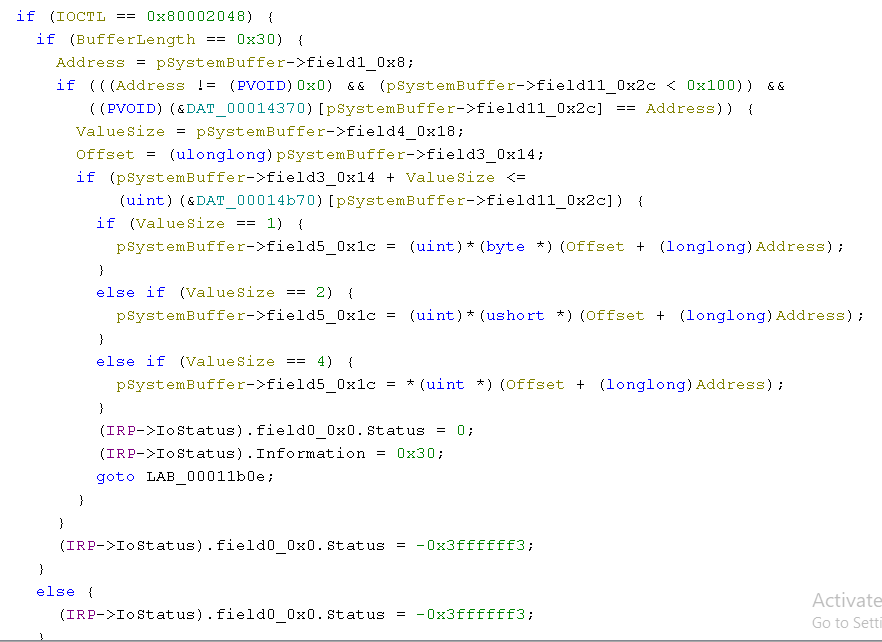 if (IOCTL == 0x80002048) {
if (BufferLength == 0x30) {
Address = pSystemBuffer->field1_0x8;
if (((Address != (PVOID)0x0) && (pSystemBuffer->field11_0x2c < 0x100)) &&
((PVOID)(&DAT_00014370)[pSystemBuffer->field11_0x2c] == Address)) {
ValueSize = pSystemBuffer->field4_0x18;
Offset = (ulonglong)pSystemBuffer->field3_0x14;
if (pSystemBuffer->field3_0x14 + ValueSize <=
(uint)(&DAT_00014b70)[pSystemBuffer->field11_0x2c]) {
if (ValueSize == 1) {
pSystemBuffer->field5_0x1c = (uint)*(byte *)(Offset + (longlong)Address);
}
else if (ValueSize == 2) {
pSystemBuffer->field5_0x1c = (uint)*(ushort *)(Offset + (longlong)Address);
}
else if (ValueSize == 4) {
pSystemBuffer->field5_0x1c = *(uint *)(Offset + (longlong)Address);
}
(IRP->IoStatus).field0_0x0.Status = 0;
(IRP->IoStatus).Information = 0x30;
goto LAB_00011b0e;
}
}
(IRP->IoStatus).field0_0x0.Status = -0x3ffffff3;
}
else {
(IRP->IoStatus).field0_0x0.Status = -0x3ffffff3;
}
Activate
Go to Setti